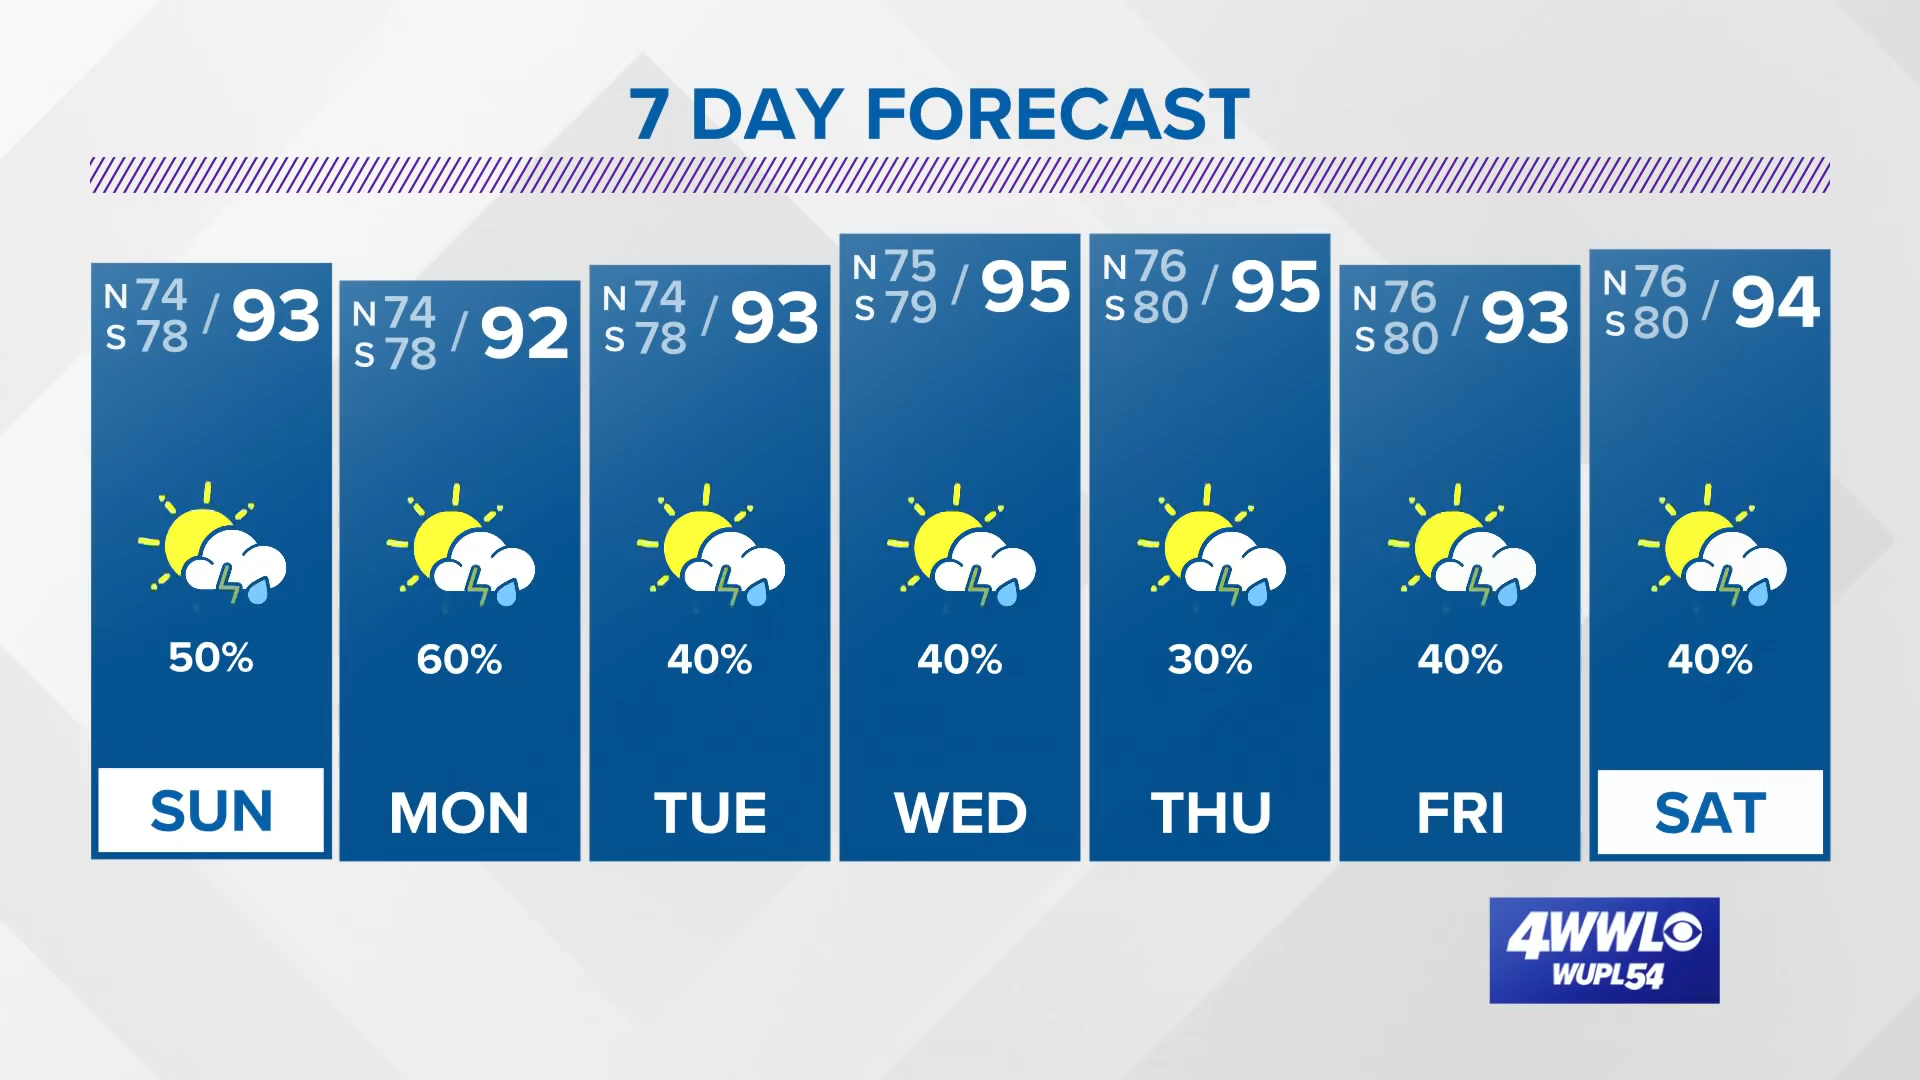 7 DAY FORECAST
N 74
S 78
/ 93
50%
SUN
N 74
S 78
/ 92
60%
MON
N 74
S 78
/ 93
40%
TUE
N 75
S 79
/ 95
40%
WED
N 76
S 80
/ 95
30%
THU
N 76
S 80
/ 93
40%
FRI
N 76
S 80
/ 94
40%
SAT
4WWL
WUPL54